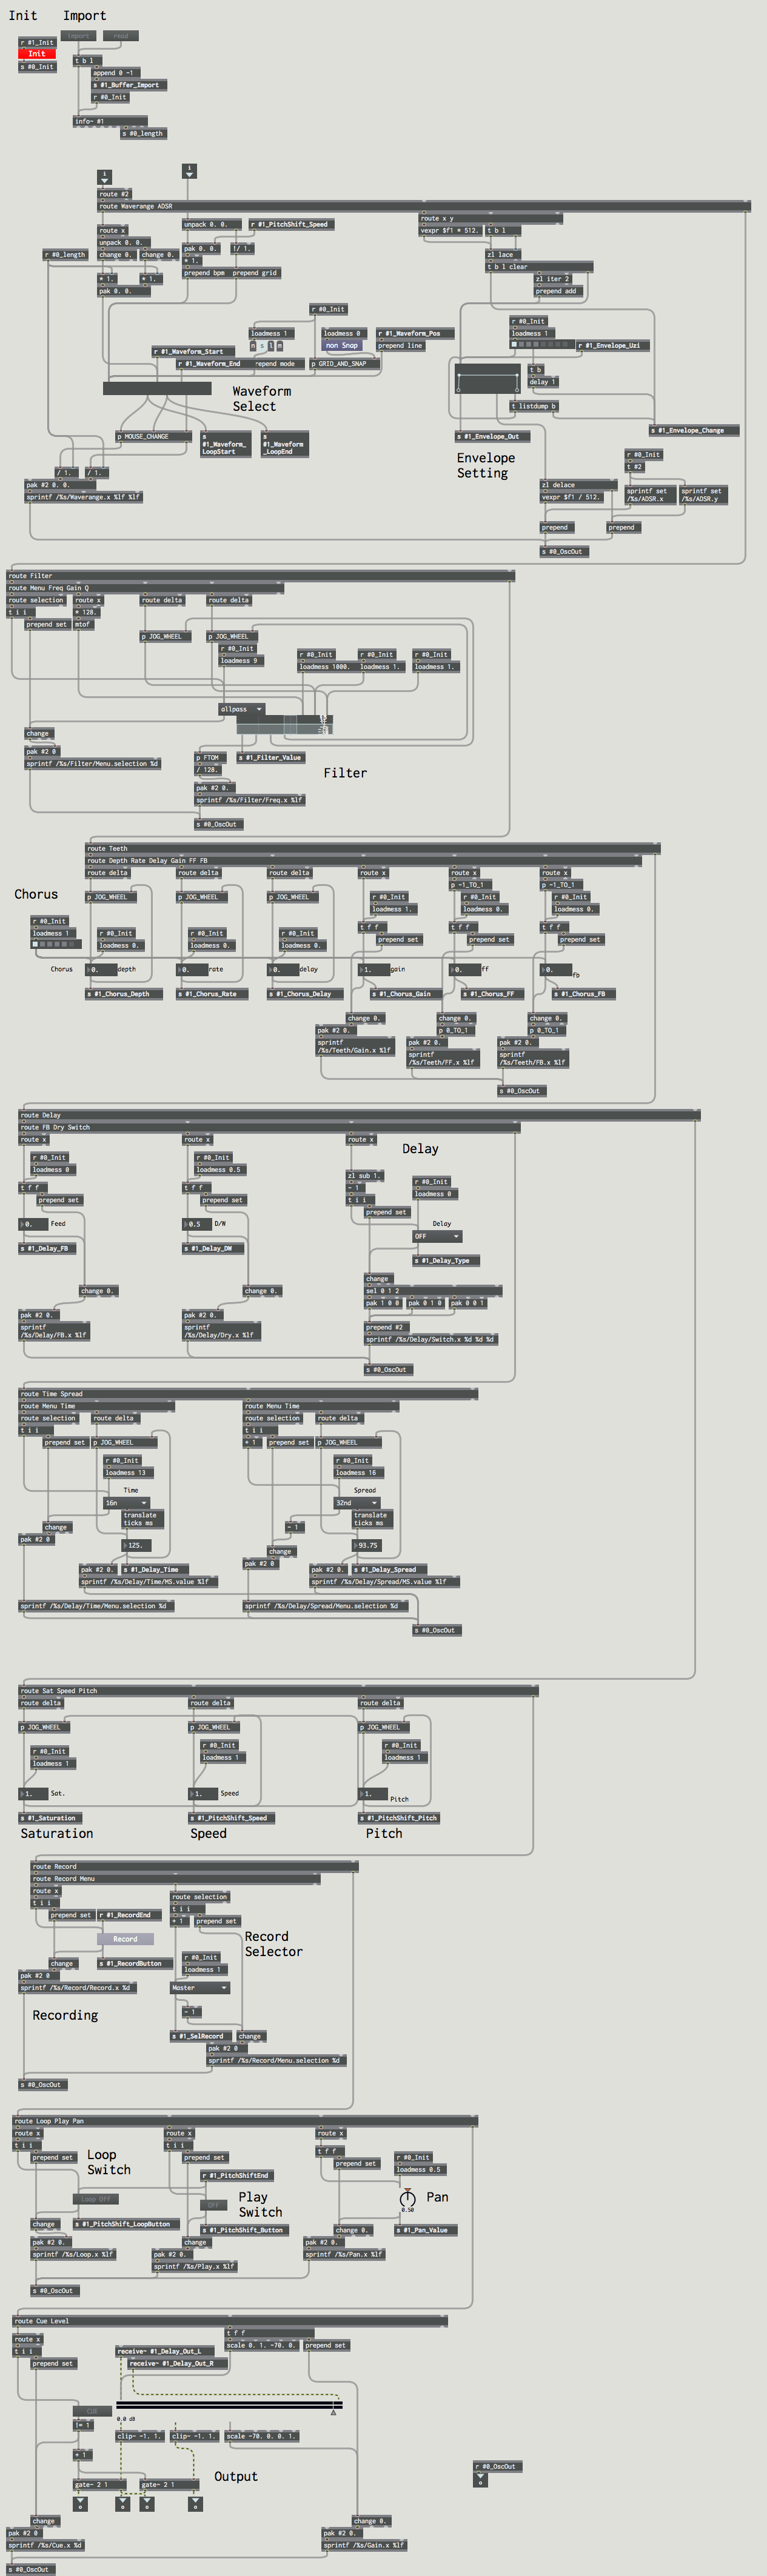 Init Import
r #1_Init
import read
Init
s #0_Init
t b l
append 0 -1
s #1_Buffer_Import
r #0_Init
info~ #1
s #0_length
i
i
route #2
route Waverange ADSR
route x y
route x
unpack 0. 0. r #1_PitchShift_Speed
vexpr $f1 * 512. t b l
unpack 0. 0.
r #0_length change 0. change 0. pak 0. 0. !/ 1.
zl lace
* 1.
t b l clear
prepend bpm prepend grid
* 1. * 1.
zl iter 2
pak 0. 0.
prepend add
r #0_Init
r #0_Init
loadmess 1 loadmess 0 r #1_Waveform_Pos
loadmess 1
n s l m non Snap prepend line
r #1_Envelope_Uzi
r #1_Waveform_Start
r #1_Waveform_End repend mode p GRID_AND_SNAP
t b
delay 1
Waveform
Select
t listdump b
s #1_Envelope_Change
p MOUSE_CHANGE
s
#1_Waveform_
LoopStart
s
#1_Waveform
_LoopEnd
s #1_Envelope_Out
Envelope
Setting
r #0_Init
t #2
/ 1. / 1.
pak #2 0. 0.
zl delace
sprintf /%s/Waverange.x %lf %lf
vexpr $f1 / 512.
sprintf set
/%s/ADSR.x
sprintf set
/%s/ADSR.y
prepend prepend
s #0_OscOut
route Filter
route Menu Freq Gain Q
route selection route x route delta route delta
t i i * 128.
prepend set mtof
p JOG_WHEEL p JOG_WHEEL
r #0_Init
loadmess 9
r #0_Init r #0_Init r #0_Init
loadmess 1000. loadmess 1. loadmess 1.
allpass
change
pak #2 0
sprintf /%s/Filter/Menu.selection %d
p FTOM s #1_Filter_Value
/ 128.
Filter
pak #2 0.
sprintf /%s/Filter/Freq.x %lf
s #0_OscOut
route Teeth
route Depth Rate Delay Gain FF FB
route delta route delta route delta route x route x route x
p -1_TO_1 p -1_TO_1
Chorus
p JOG_WHEEL p JOG_WHEEL p JOG_WHEEL r #0_Init r #0_Init r #0_Init
loadmess 1. loadmess 0. loadmess 0.
r #0_Init
loadmess 1
r #0_Init r #0_Init r #0_Init
loadmess 0. loadmess 0. loadmess 0.
t f f t f f t f f
prepend set prepend set prepend set
Chorus 0. depth 0. rate 0. delay 1. gain 0. ff 0. fb
s #1_Chorus_Depth s #1_Chorus_Rate s #1_Chorus_Delay s #1_Chorus_Gain s #1_Chorus_FF s #1_Chorus_FB
change 0. change 0. change 0.
pak #2 0. p 0_TO_1 p 0_TO_1
sprintf
/%s/Teeth/Gain.x %lf
pak #2 0. pak #2 0.
sprintf
/%s/Teeth/FF.x %lf
sprintf
/%s/Teeth/FB.x %lf
s #0_OscOut
route Delay
route FB Dry Switch
route x route x route x
Delay
r #0_Init r #0_Init
loadmess 0 loadmess 0.5
zl sub 1
- 1
t i i
r #0_Init
loadmess 0
t f f t f f
prepend set prepend set
prepend set
0. Feed 0.5 D/W
Delay
OFF
s #1_Delay_FB s #1_Delay_DW
s #1_Delay_Type
change
sel 0 1 2
change 0. change 0.
pak 1 0 0 pak 0 1 0 pak 0 0 1
pak #2 0. pak #2 0.
sprintf
/%s/Delay/FB.x %lf
sprintf
/%s/Delay/Dry.x %lf
prepend #2
sprintf /%s/Delay/Switch.x %d %d %d
s #0_OscOut
route Time Spread
route Menu Time route Menu Time
route selection route delta route selection route delta
t i i t i i
prepend set p JOG_WHEEL + 1 prepend set p JOG_WHEEL
r #0_Init r #0_Init
loadmess 13 loadmess 16
Time Spread
16n 32nd
translate
ticks ms
translate
ticks ms
change - 1
pak #2 0 125. 93.75
change
pak #2 0
pak #2 0. s #1_Delay_Time pak #2 0. s #1_Delay_Spread
sprintf /%s/Delay/Time/MS.value %lf sprintf /%s/Delay/Spread/MS.value %lf
sprintf /%s/Delay/Time/Menu.selection %d sprintf /%s/Delay/Spread/Menu.selection %d
s #0_OscOut
route Sat Speed Pitch
route delta route delta route delta
p JOG_WHEEL p JOG_WHEEL p JOG_WHEEL
r #0_Init r #0_Init r #0_Init
loadmess 1 loadmess 1 loadmess 1
1. Sat. 1. Speed 1. Pitch
s #1_Saturation s #1_PitchShift_Speed s #1_PitchShift_Pitch
Saturation Speed Pitch
route Record
route Record Menu
route x
route selection
t i i t i i
prepend set r #1_RecordEnd + 1 prepend set
Record
Record
Selector
r #0_Init
change s #1_RecordButton loadmess 1
pak #2 0
sprintf /%s/Record/Record.x %d Master
Recording
- 1
s #1_SelRecord change
pak #2 0
sprintf /%s/Record/Menu.selection %d
s #0_OscOut
route Loop Play Pan
route x route x route x
t i i t i i t f f
prepend set prepend set prepend set
Loop
Switch
r #0_Init
loadmess 0.5
r #1_PitchShiftEnd
Loop Off
Off
Play
Switch
0.50
Pan
change s #1_PitchShift_LoopButton s #1_PitchShift_Button change 0. s #1_Pan_Value
pak #2 0. change pak #2 0.
sprintf /%s/Loop.x %lf pak #2 0. sprintf /%s/Pan.x %lf
sprintf /%s/Play.x %lf
s #0_OscOut
route Cue Level
t f f
route x
t i i receive~ #1_Delay_Out_L scale 0. 1. -70. 0. prepend set
prepend set receive~ #1_Delay_Out_R
CUE
0.0 dB
!= 1
clip~ -1. 1. clip~ -1. 1. scale -70. 0. 0. 1.
+ 1
Output
r #0_OscOut
o
gate~ 2 1 gate~ 2 1
o o o o
change change 0.
pak #2 0 pak #2 0.
sprintf /%s/Cue.x %d sprintf /%s/Gain.x %lf
s #0_OscOut